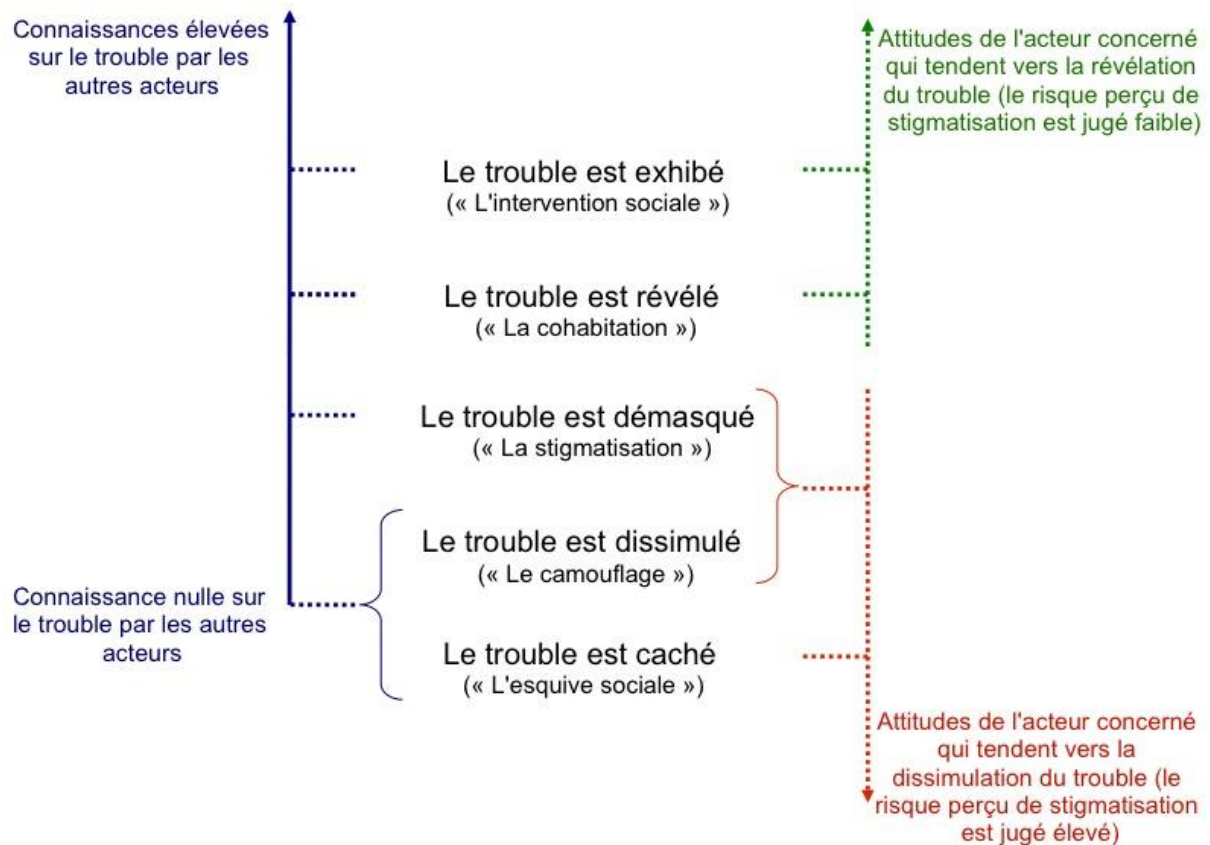 Connaissances élevées
sur le trouble par les
autres acteurs
Attitudes de l'acteur concerné
qui tendent vers la révélation
du trouble (le risque perçu de
stigmatisation est jugé faible)
Le trouble est exhibé
(« L'intervention sociale »)
Le trouble est révélé
(« La cohabitation »)
Le trouble est démasqué
(« La stigmatisation »)
Le trouble est dissimulé
(« Le camouflage »)
Connaissance nulle sur
le trouble par les autres
acteurs
Le trouble est caché
(« L'esquive sociale »)
Attitudes de l'acteur concerné
qui tendent vers la
dissimulation du trouble (le
risque perçu de stigmatisation
est jugé élevé)